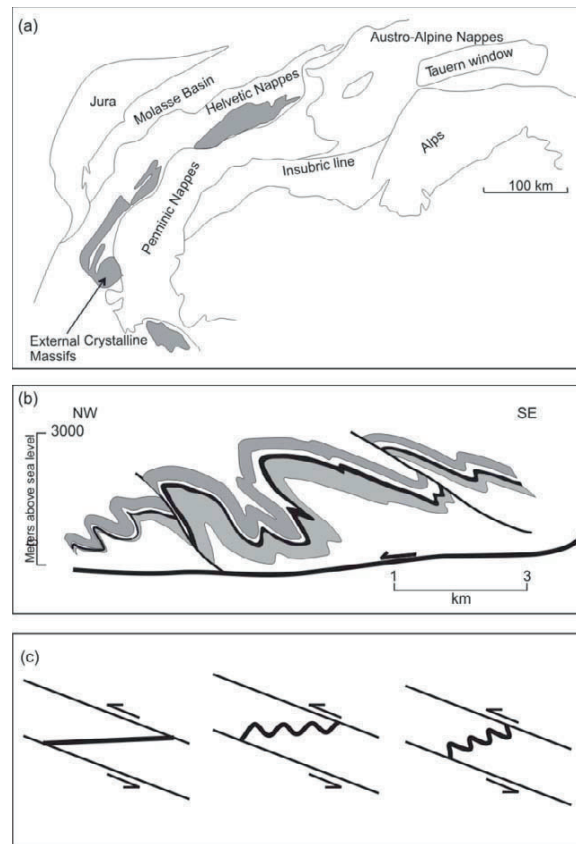 (a)
Austro-Alpine Nappes
Tauern window
Jura
Molasse Basin
Helvetic Nappes
Alps
Insubric line
Penninic Nappes
100 km
External Crystalline
Massifs
(b)
NW
SE
3000
Meters above sea level
1
3
km
(c)